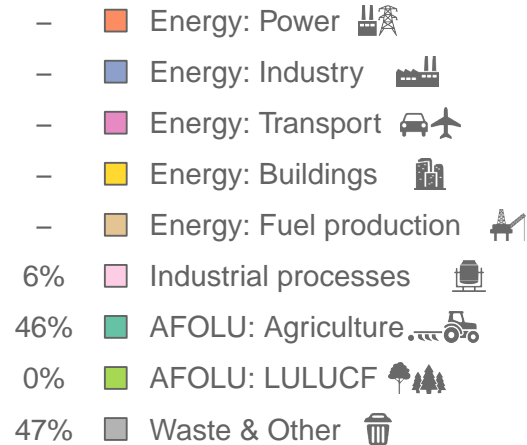 – Energy: Power
– Energy: Industry
– Energy: Transport
– Energy: Buildings
– Energy: Fuel production
6% Industrial processes
46% AFOLU: Agriculture
0% AFOLU: LULUCF
47% Waste & Other